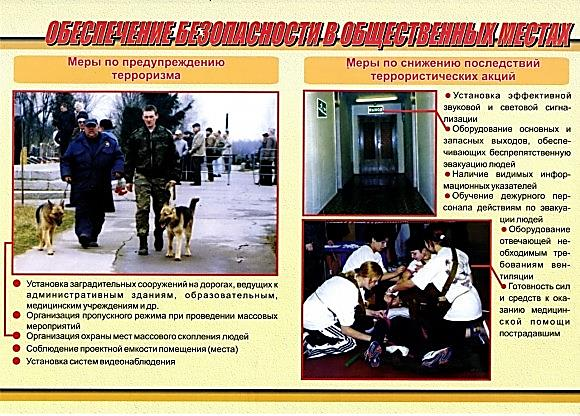 ОБЕСПЕЧЕНИЕ БЕЗОПАСНОСТИ В ОБЩЕСТВЕННЫХ МЕСТАХ
Меры по предупреждению
терроризма
Установка заградительных сооружений на дорогах, ведущих к
административным зданиям, образовательным,
медицинским учреждениям и др.
Организация пропускного режима при проведении массовых
мероприятий
Организация охраны мест массового скопления людей
Соблюдение проектной емкости помещения (места)
Установка систем видеонаблюдения
Меры по снижению последствий
террористических акций
Установка эффективной
звуковой и световой сигна-
лизации
Оборудование основных и
запасных выходов, обеспе-
чивающих беспрепятственную
эвакуацию людей
Наличие видимых инфор-
мационных указателей
Обучение дежурного пер-
сонала действиям по эвакуа-
ции людей
Оборудование
отвечающей не-
обходимым тре-
бованиям вен-
тиляции
Готовность сил
и средств к ока-
занию медицин-
ской помощи
пострадавшим
ВЫХОД